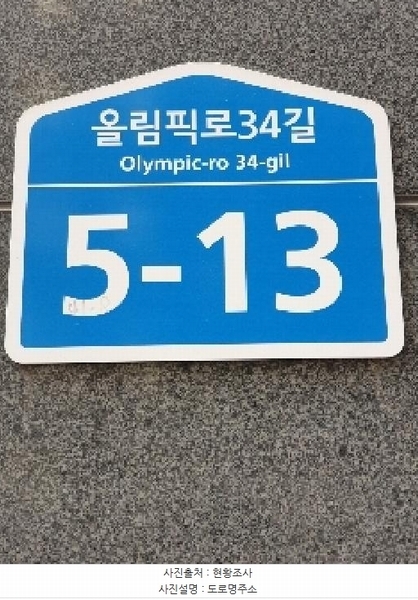 올림픽로34길
Olympic-ro 34-gil
5-13
사진출처 : 현황조사
사진설명 : 도로명주소